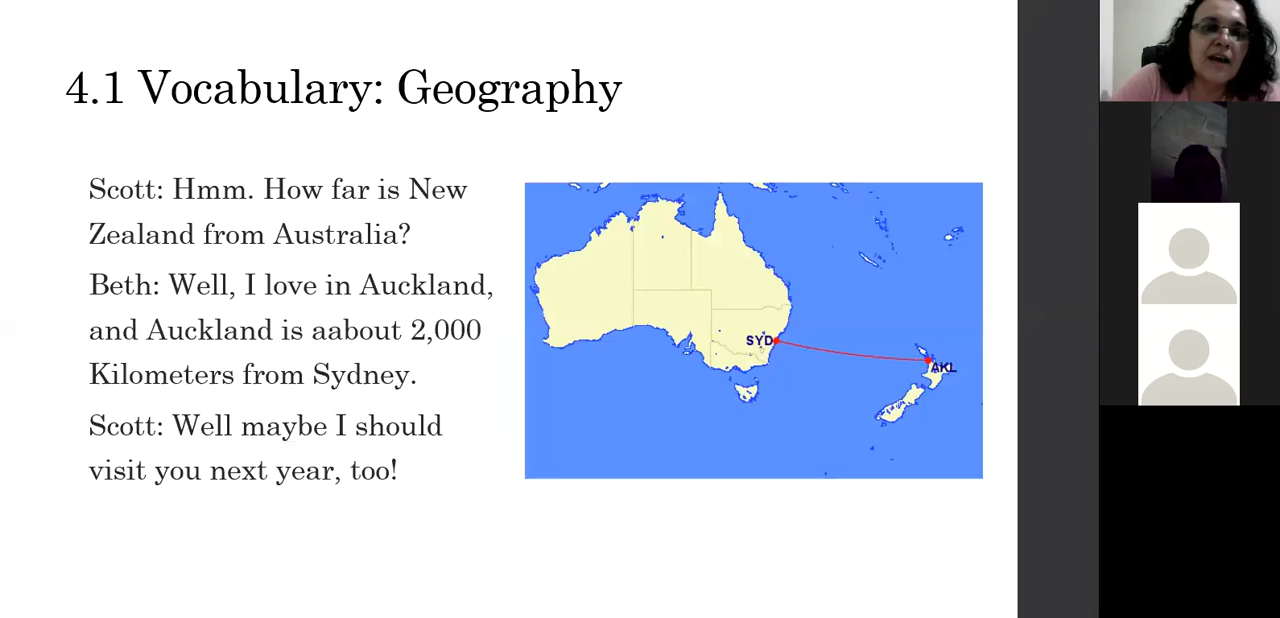 4.1 Vocabulary: Geography
Scott: Hmm. How far is New
Zealand from Australia?
Beth: Well, I love in Auckland,
and Auckland is aabout 2,000
Kilometers from Sydney.
Scott: Well maybe I should
visit you next year, too!
SYD
AKL